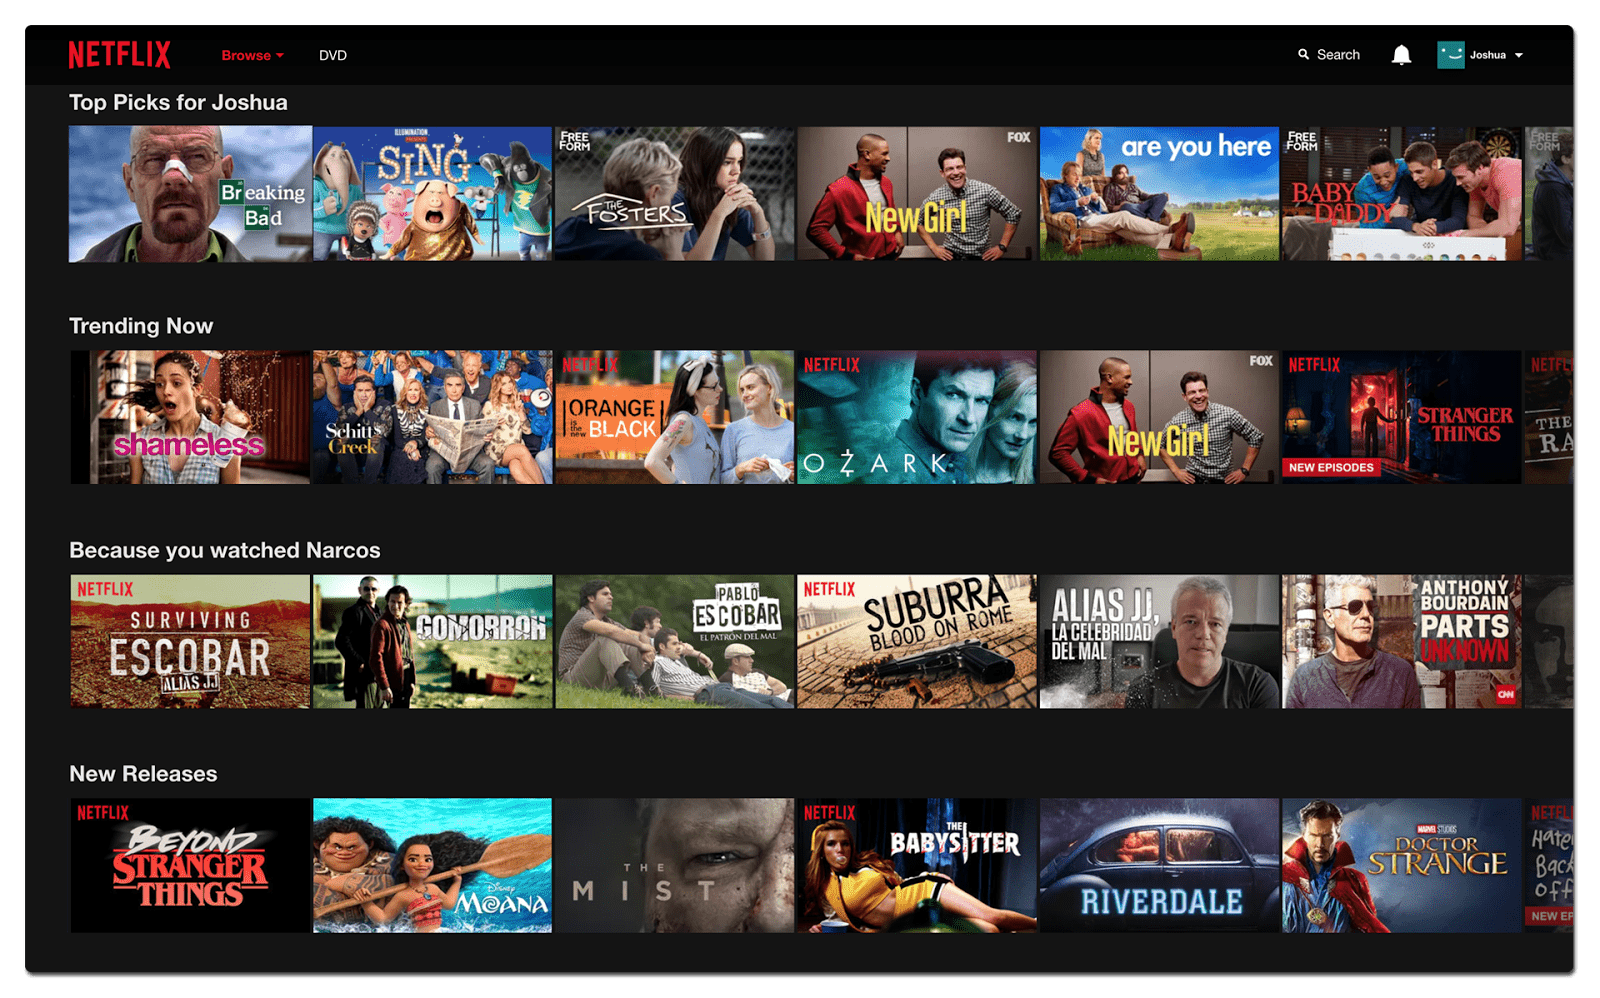 NETFLIX
Browse
DVD
Search
Joshua
Top Picks for Joshua
Breaking
Bad
ILLUMINATION
SING
FREE
FORM
THE
FOSTERS
FOX
New Girl
are you here
FREE
FORM
BABY
DADDY
FREE
FORM
Trending Now
shameless
Schitt's
Creek
NETFLIX
ORANGE
is the new
BLACK
NETFLIX
OZARK
FOX
New Girl
NETFLIX
STRANGER
THINGS
NEW EPISODES
NETFL
THE
RA
Because you watched Narcos
NETFLIX
SURVIVING
ESCOBAR
ALIAS JJ
GOMORRAH
PABLO
ESCOBAR
EL PATRÓN DEL MAL
NETFLIX
SUBURRA
BLOOD ON ROME
ALIAS JJ,
LA CELEBRIDAD
DEL MAL
ANTHONY
BOURDAIN
PARTS
UNKNOWN
CNN
New Releases
NETFLIX
BEYOND
STRANGER
THINGS
Disney
MOANA
THE
MIST
NETFLIX
THE
BABYSITTER
RIVERDALE
MARVEL STUDIOS
DOCTOR
STRANGE
NETFL
Hater
Back
Off
NEW EP